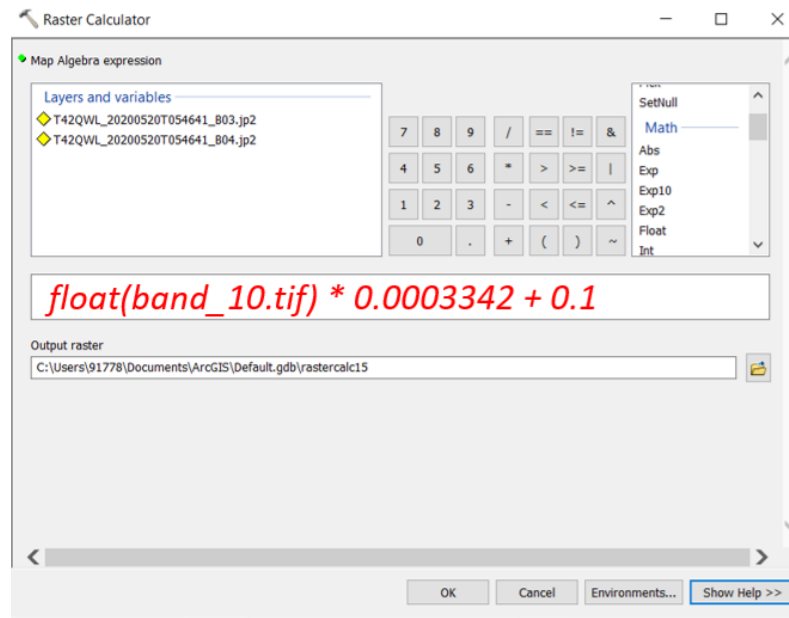 Raster Calculator
Map Algebra expression
Layers and variables
T42QWL_20200520T054641_B03.jp2
T42QWL_20200520T054641_B04.jp2
7 8 9 / == != &
4 5 6 * > >= |
1 2 3 - < <= ^
0 . + ( ) ~
SetNull
Math
Abs
Exp
Exp10
Exp2
Float
Int
float(band_10.tif) * 0.0003342 + 0.1
Output raster
C:\Users\91778\Documents\ArcGIS\Default.gdb\rastercalc15
OK Cancel Environments... Show Help >>